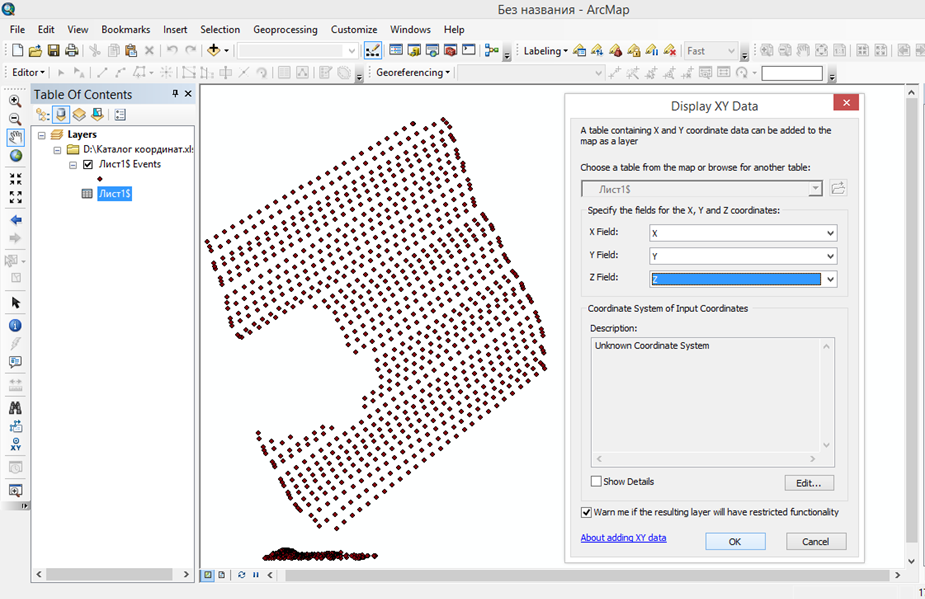 Без названия - ArcMap
File Edit View Bookmarks Insert Selection Geoprocessing Customize Windows Help
Labeling Fast
Editor Georeferencing
Table Of Contents
Layers
D:\Каталог координат.xls
Лист1$ Events
Лист1$
Display XY Data
A table containing X and Y coordinate data can be added to the
map as a layer
Choose a table from the map or browse for another table:
Лист1$
Specify the fields for the X, Y and Z coordinates:
X Field: X
Y Field: Y
Z Field: Z
Coordinate System of Input Coordinates
Description:
Unknown Coordinate System
Show Details Edit...
Warn me if the resulting layer will have restricted functionality
About adding XY data OK Cancel
XY